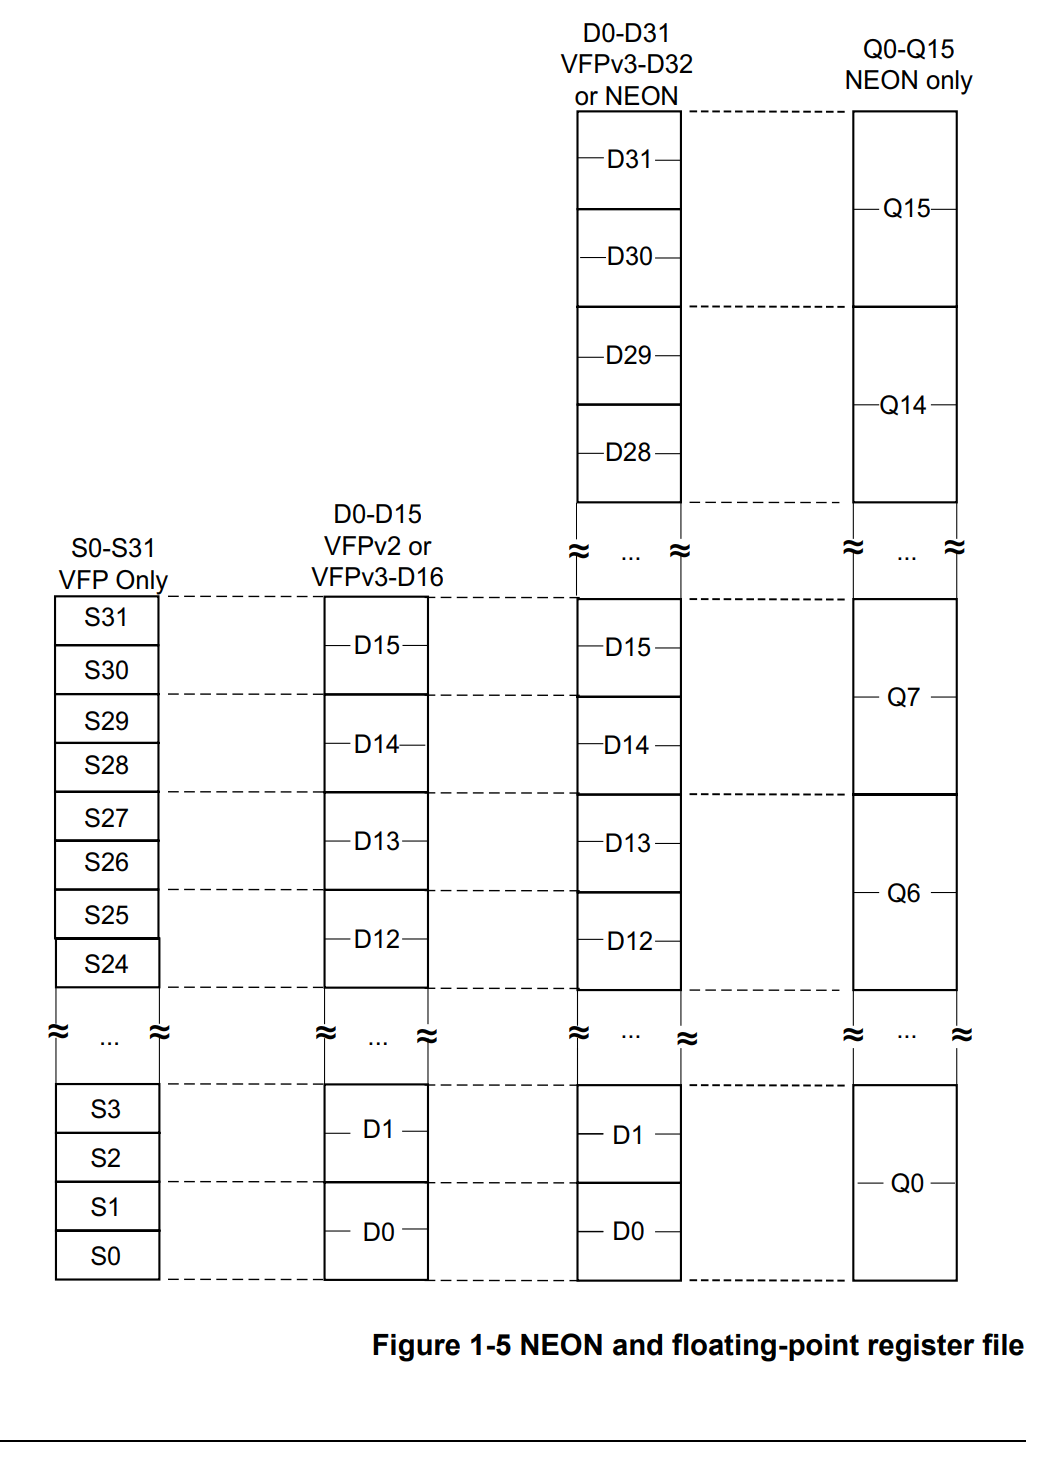 D0-D31
VFPv3-D32
or NEON
Q0-Q15
NEON only
D31
D30
D29
D28
...
Q15
Q14
...
S0-S31
VFP Only
S31
S30
S29
S28
S27
S26
S25
S24
...
S3
S2
S1
S0
D0-D15
VFPv2 or
VFPv3-D16
D15
D14
D13
D12
...
D1
D0
D15
D14
D13
D12
...
D1
D0
Q7
Q6
...
Q0
Figure 1-5 NEON and floating-point register file